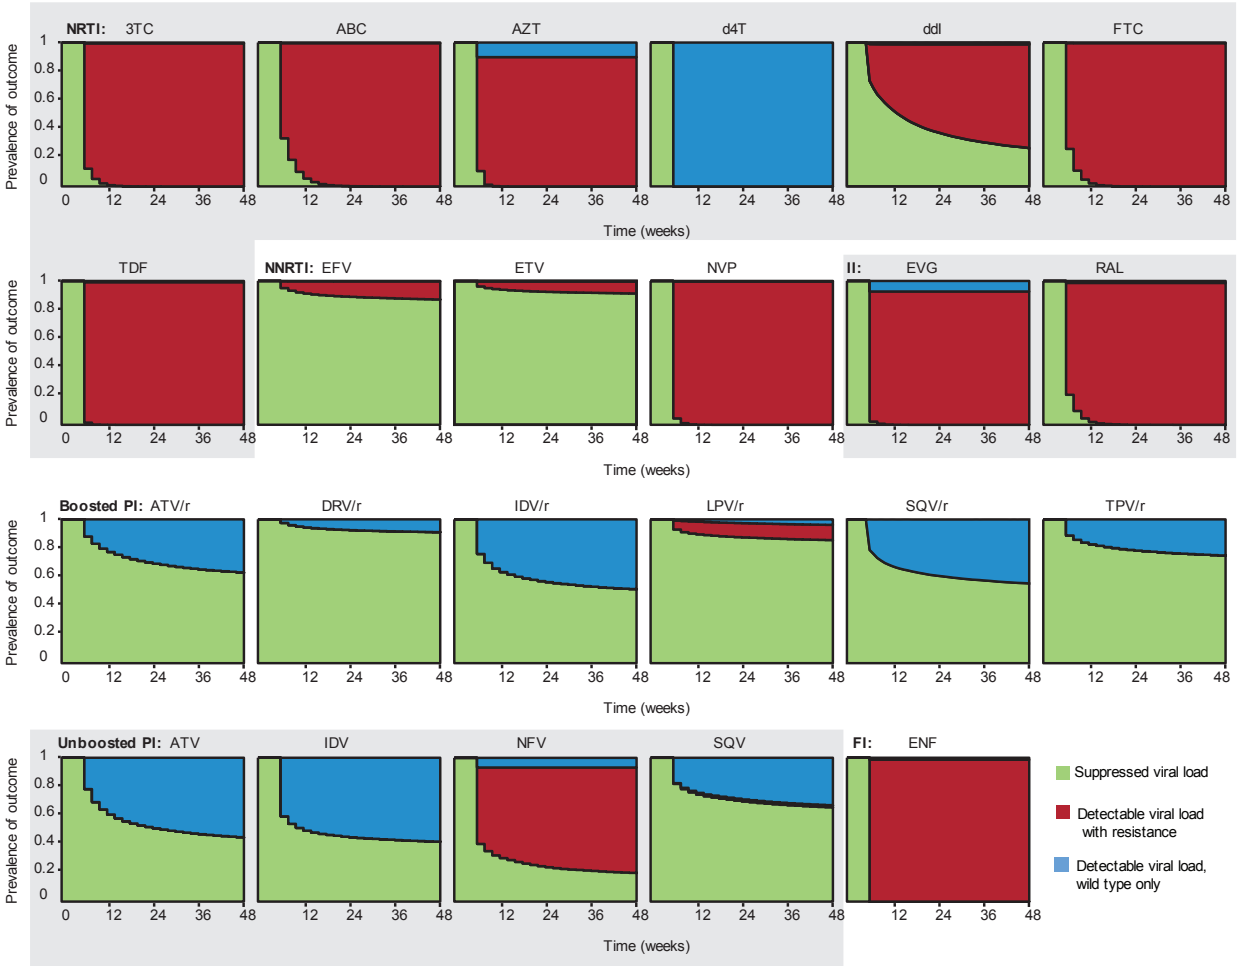 NRTI: 3TC ABC AZT d4T ddI FTC
Prevalence of outcome
1
0.8
0.6
0.4
0.2
0
0 12 24 36 48 12 24 36 48 12 24 36 48 12 24 36 48 12 24 36 48 12 24 36 48
Time (weeks)
TDF NNRTI: EFV ETV NVP II: EVG RAL
Prevalence of outcome
1
0.8
0.6
0.4
0.2
0
0 12 24 36 48 12 24 36 48 12 24 36 48 12 24 36 48 12 24 36 48 12 24 36 48
Time (weeks)
Boosted PI: ATV/r DRV/r IDV/r LPV/r SQV/r TPV/r
Prevalence of outcome
1
0.8
0.6
0.4
0.2
0
0 12 24 36 48 12 24 36 48 12 24 36 48 12 24 36 48 12 24 36 48 12 24 36 48
Time (weeks)
Unboosted PI: ATV IDV NFV SQV FI: ENF
Prevalence of outcome
1
0.8
0.6
0.4
0.2
0
0 12 24 36 48 12 24 36 48 12 24 36 48 12 24 36 48 12 24 36 48
Time (weeks)
Suppressed viral load
Detectable viral load
with resistance
Detectable viral load,
wild type only